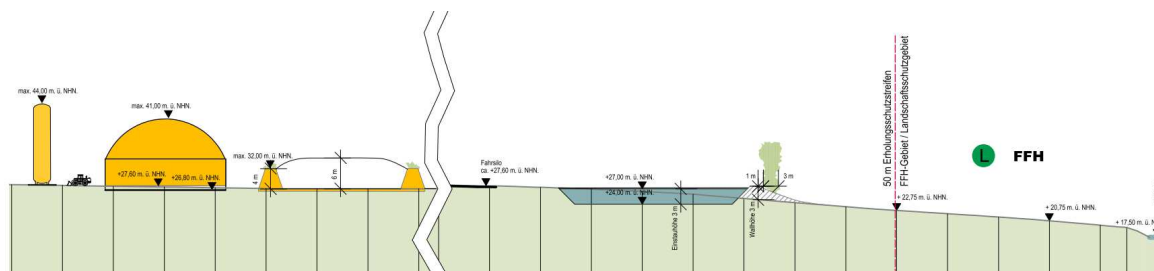 max. 44,00 m. ü. NHN.
max. 41,00 m. ü. NHN.
+27,60 m. ü. NHN.
+26,80 m. ü. NHN.
max. 32,00 m. ü. NHN.
4 m
6 m
Fahrsilo
ca. +27,60 m. ü. NHN.
+27,00 m. ü. NHN.
+24,00 m. ü. NHN.
Einstauhöhe 3 m
1 m
3 m
Wallhöhe 3 m
50 m Erholungsschutzstreifen
FFH-Gebiet / Landschaftsschutzgebiet
+ 22,75 m. ü. NHN.
L
FFH
+ 20,75 m. ü. NHN.
+ 17,50 m. ü. N